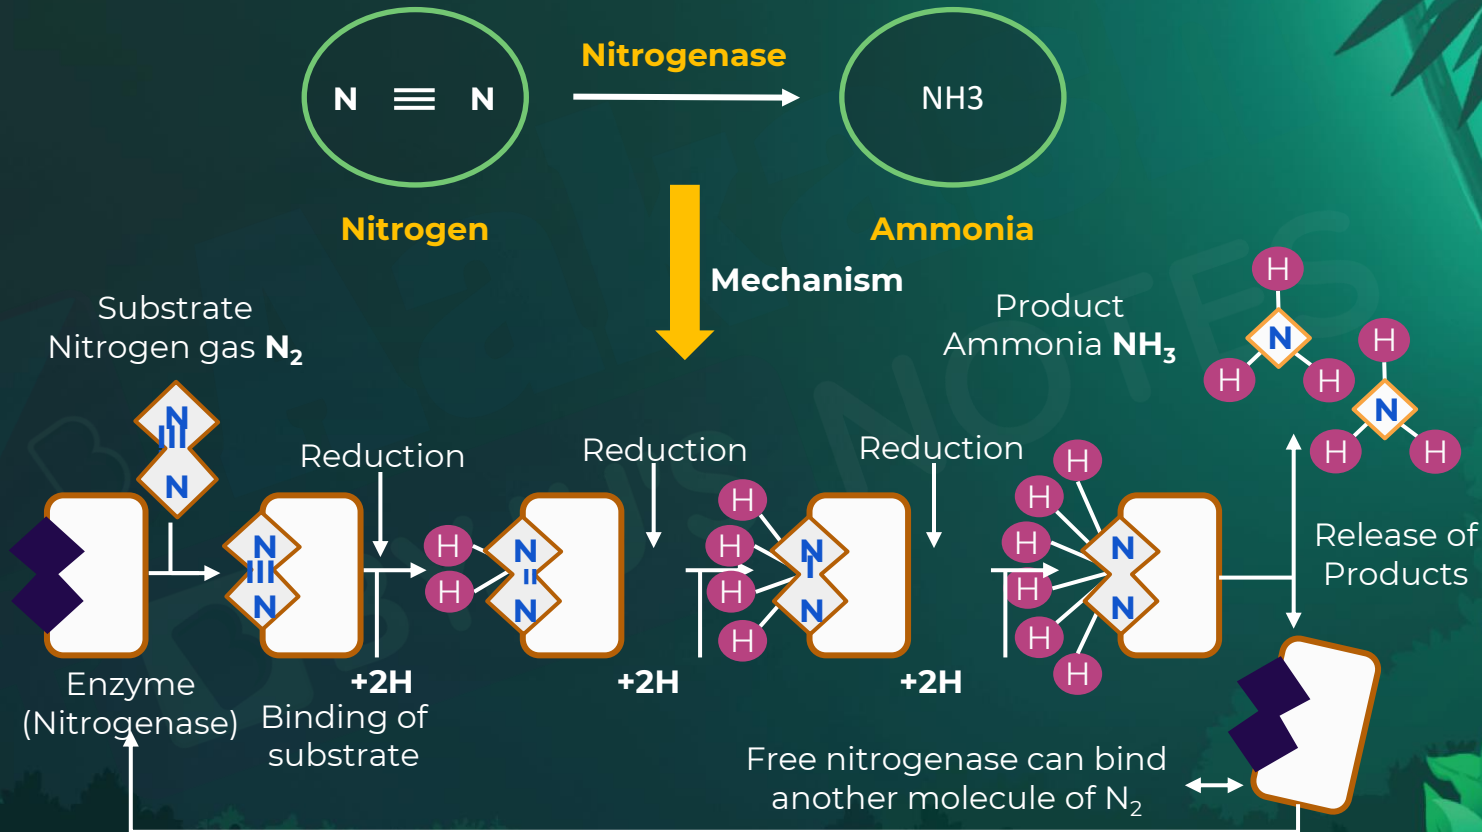 N ≡ N
Nitrogenase
NH3
Nitrogen
Ammonia
Mechanism
Substrate
Nitrogen gas N₂
N
N
Product
Ammonia NH₃
H
N
H
H
H
N
H
H
Reduction
Reduction
Reduction
N
N
H
H
N
N
H
H
H
H
N
N
H
H
H
H
H
H
N
N
Release of
Products
Enzyme
(Nitrogenase)
+2H
Binding of
substrate
+2H
+2H
Free nitrogenase can bind
another molecule of N₂